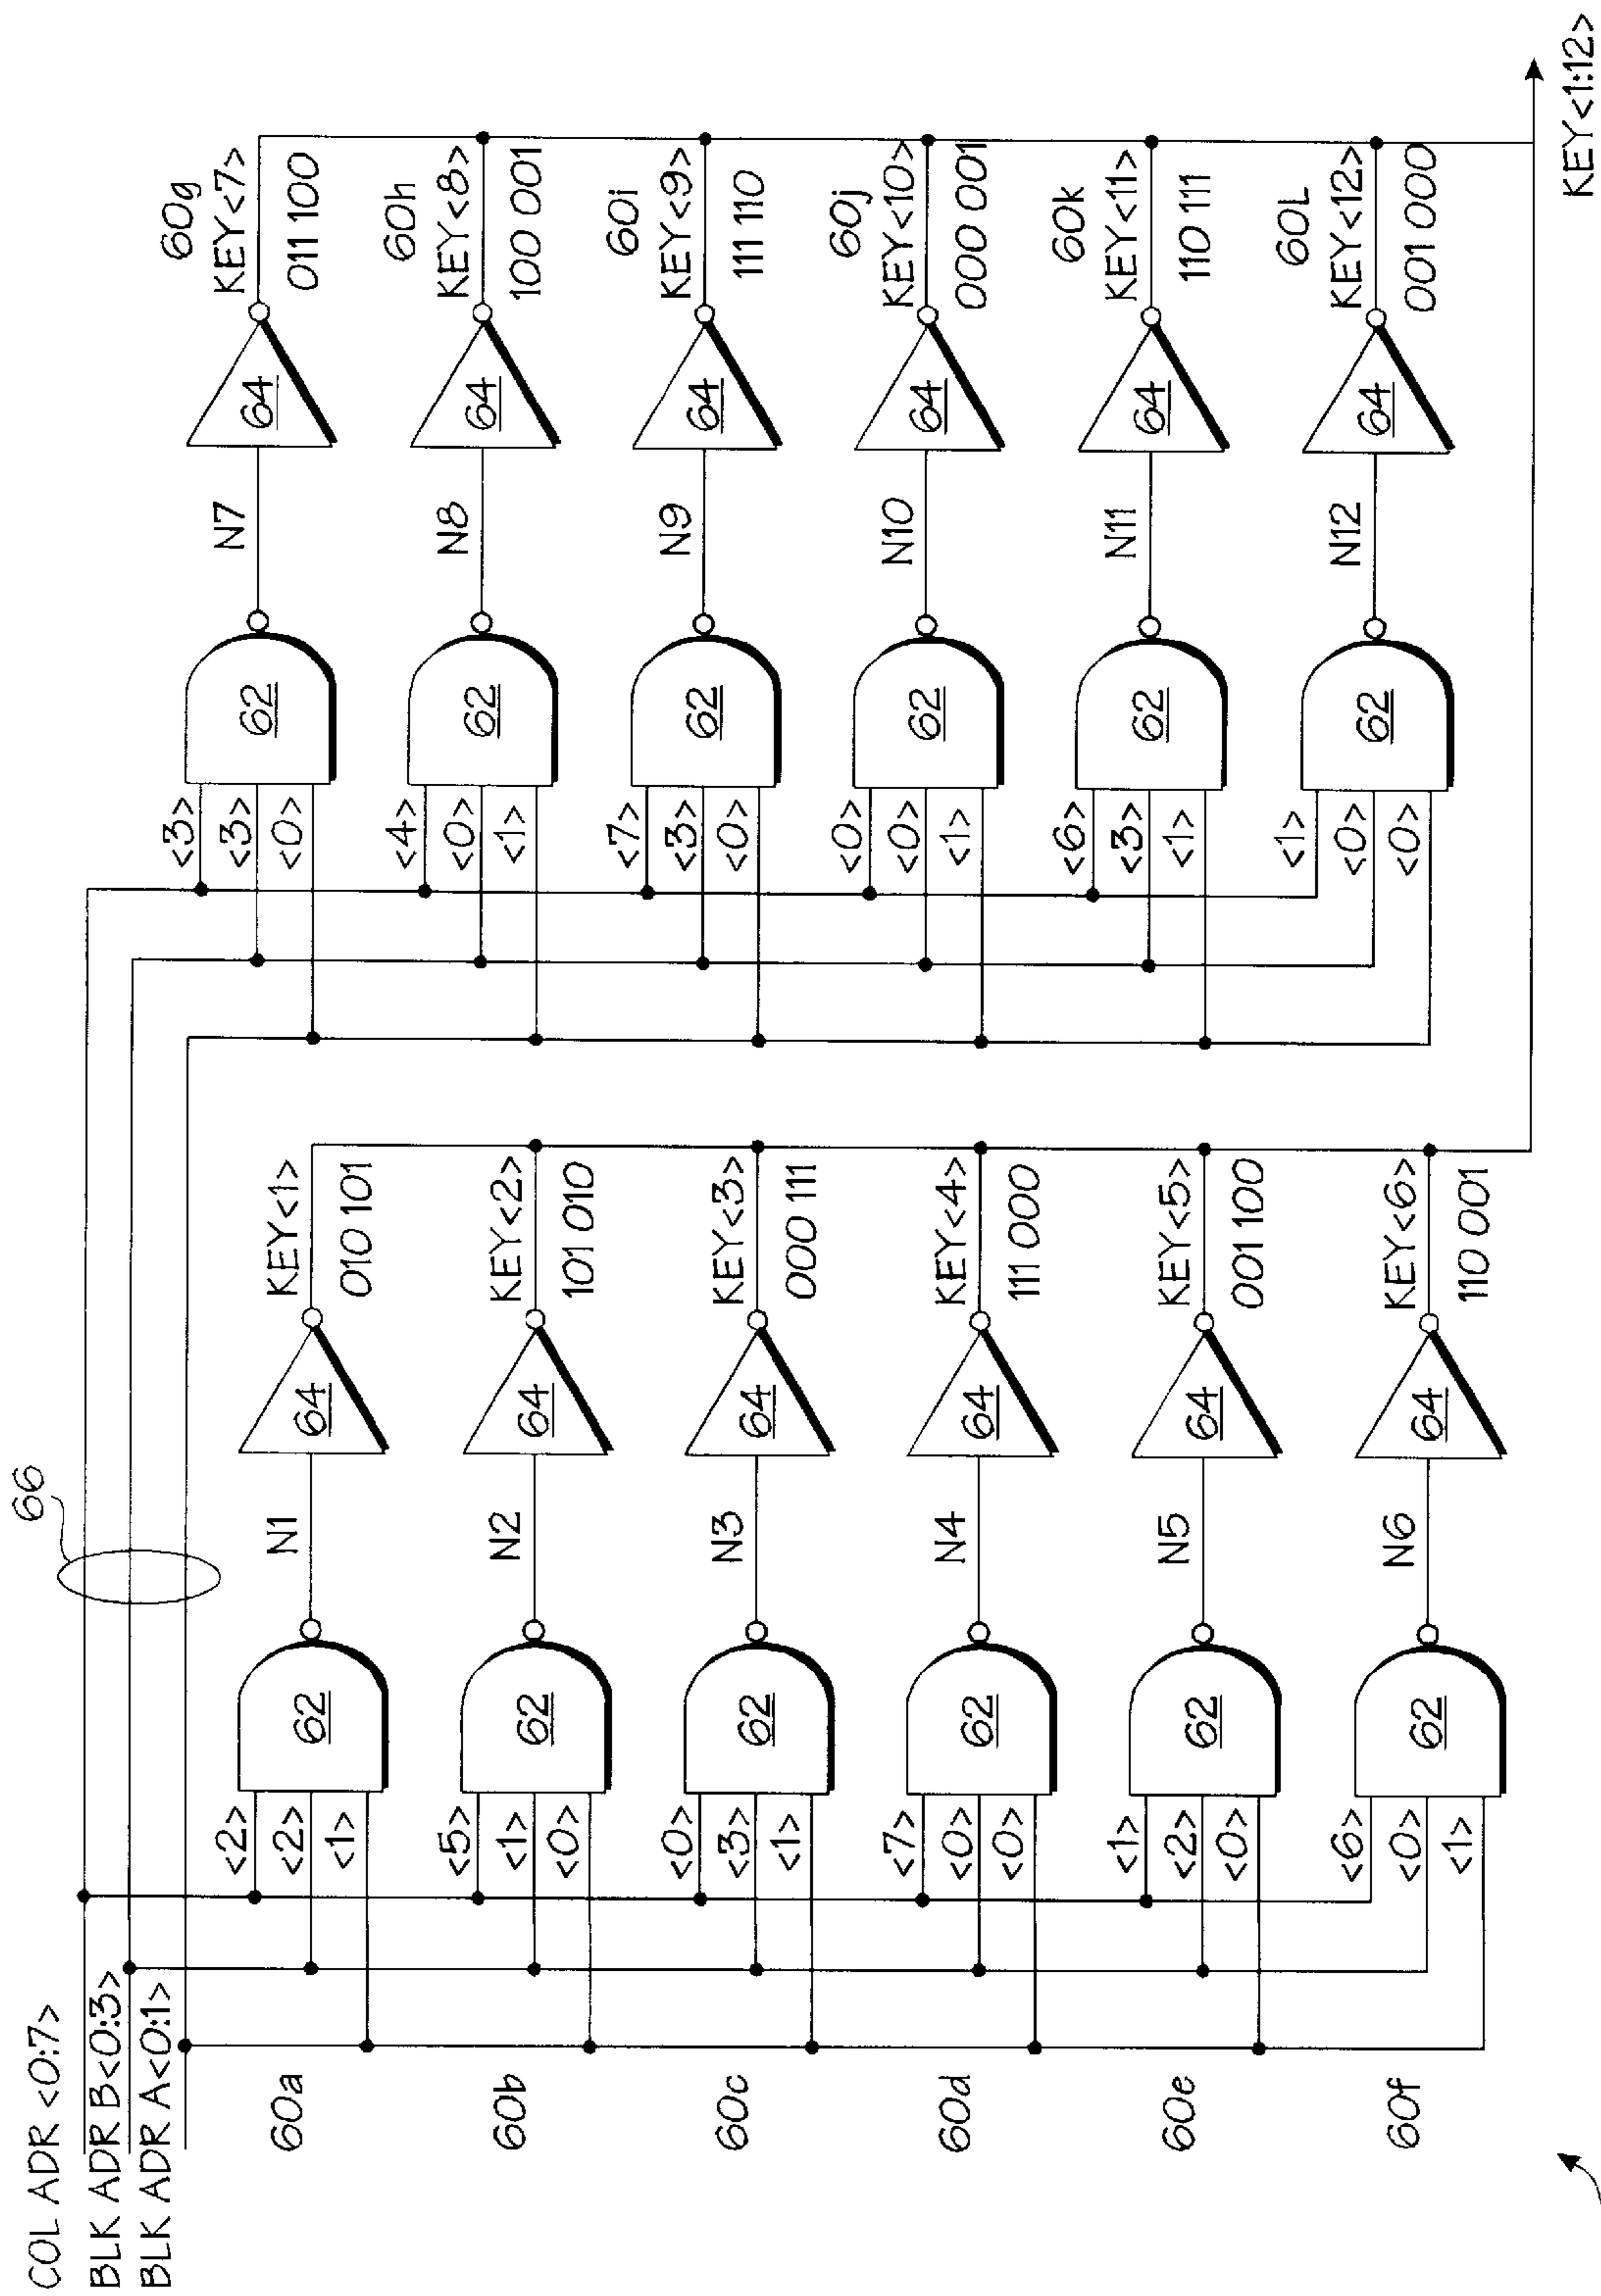 COL ADR <0:7>
BLK ADR B<0:3>
BLK ADR A<0:1>
66
60a
<2>
<2>
<1>
62
N1
64
KEY<1>
010 101
60b
<5>
<1>
<0>
62
N2
64
KEY<2>
101 010
60c
<0>
<3>
<1>
62
N3
64
KEY<3>
000 111
60d
<7>
<0>
<0>
62
N4
64
KEY<4>
111 000
60e
<1>
<2>
<0>
62
N5
64
KEY<5>
001 100
60f
<6>
<0>
<1>
62
N6
64
KEY<6>
110 001
<3>
<3>
<0>
62
N7
64
60g
KEY<7>
011 100
<4>
<0>
<1>
62
N8
64
60h
KEY<8>
100 001
<7>
<3>
<0>
62
N9
64
60i
KEY<9>
111 110
<0>
<0>
<1>
62
N10
64
60j
KEY<10>
000 001
<6>
<3>
<1>
62
N11
64
60k
KEY<11>
110 111
<1>
<0>
<0>
62
N12
64
60L
KEY<12>
001 000
KEY<1:12>